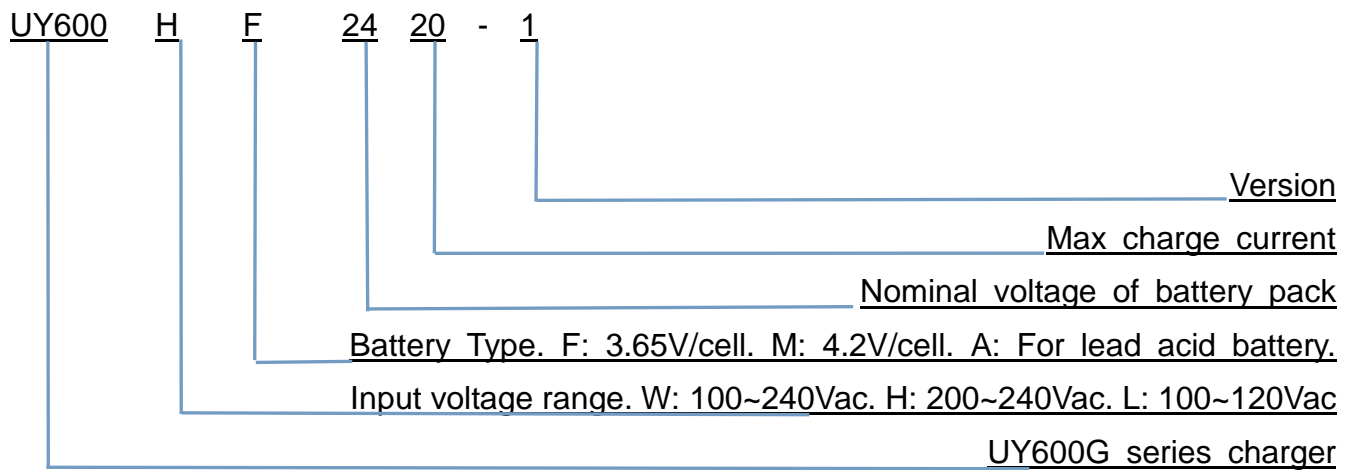 UY600 H F 24 20 - 1
Version
Max charge current
Nominal voltage of battery pack
Battery Type. F: 3.65V/cell. M: 4.2V/cell. A: For lead acid battery.
Input voltage range. W: 100~240Vac. H: 200~240Vac. L: 100~120Vac
UY600G series charger